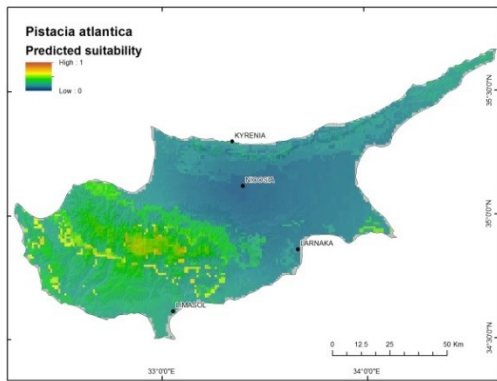 Pistacia atlantica
Predicted suitability
High : 1
Low : 0
KYRENIA
NICOSIA
LARNAKA
LIMASOL
35°30'0"N
35°0'0"N
34°30'0"N
0 12.5 25 50 Km
33°0'0"E
34°0'0"E